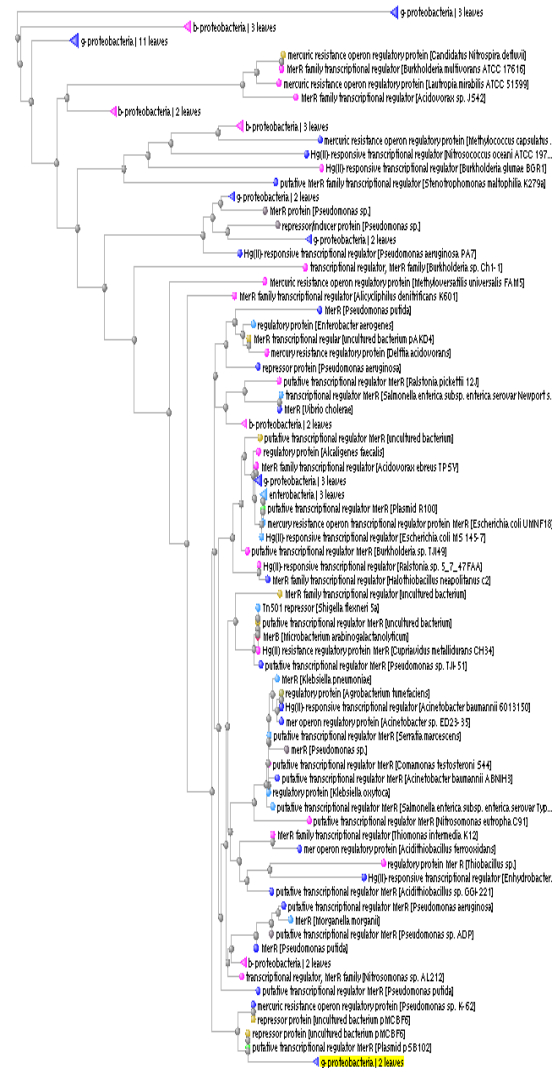 g-proteobacteria | 3 leaves
b-proteobacteria | 3 leaves
g-proteobacteria | 11 leaves
mercuric resistance operon regulatory protein [Candidatus Nitrospira defluvii]
MerR family transcriptional regulator [Burkholderia multivorans ATCC 17616]
mercuric resistance operon regulatory protein [Lautropia mirabilis ATCC 51599]
MerR family transcriptional regulator [Acidovorax sp. J542]
b-proteobacteria | 2 leaves
b-proteobacteria | 3 leaves
mercuric resistance operon regulatory protein [Methylococcus capsulatus ...
Hg(II)-responsive transcriptional regulator [Nitrosococcus oceani ATCC 197...
Hg(II)-responsive transcriptional regulator [Burkholderia glumae BGR1]
putative MerR family transcriptional regulator [Stenotrophomonas maltophilia K279a]
g-proteobacteria | 2 leaves
MerR protein [Pseudomonas sp.]
repressor/inducer protein [Pseudomonas sp.]
g-proteobacteria | 2 leaves
Hg(II)-responsive transcriptional regulator [Pseudomonas aeruginosa PA7]
transcriptional regulator, MerR family [Burkholderia sp. Ch1-1]
Mercuric resistance operon regulatory protein [Methyloversatilis universalis FAM5]
MerR family transcriptional regulator [Alicycliphilus denitrificans K601]
MerR [Pseudomonas putida]
regulatory protein [Enterobacter aerogenes]
MerR transcriptional regular [uncultured bacterium pAKD4]
mercury resistance regulatory protein [Delftia acidovorans]
repressor protein [Pseudomonas aeruginosa]
putative transcriptional regulator MerR [Ralstonia pickettii 12J]
transcriptional regulator MerR [Salmonella enterica subsp. enterica serovar Newport s...
MerR [Vibrio cholerae]
b-proteobacteria | 2 leaves
putative transcriptional regulator MerR [uncultured bacterium]
regulatory protein [Alcaligenes faecalis]
MerR family transcriptional regulator [Acidovorax ebreus TPSY]
g-proteobacteria | 3 leaves
enterobacteria | 3 leaves
putative transcriptional regulator MerR [Plasmid R100]
mercury resistance operon transcriptional regulator protein MerR [Escherichia coli UMNF18]
Hg(II)-responsive transcriptional regulator [Escherichia coli MS 145-7]
putative transcriptional regulator MerR [Burkholderia sp. TJI49]
Hg(II)-responsive transcriptional regulator [Ralstonia sp. 5_7_47FAA]
MerR family transcriptional regulator [Halothiobacillus neapolitanus c2]
MerR family transcriptional regulator [uncultured bacterium]
Tn501 repressor [Shigella flexneri 5a]
putative transcriptional regulator MerR [uncultured bacterium]
MerB [Microbacterium arabinogalactanolyticum]
Hg(II) resistance regulatory protein MerR [Cupriavidus metallidurans CH34]
putative transcriptional regulator MerR [Pseudomonas sp. TJI-51]
MerR [Klebsiella pneumoniae]
regulatory protein [Agrobacterium tumefaciens]
Hg(II)-responsive transcriptional regulator [Acinetobacter baumannii 6013150]
mer operon regulatory protein [Acinetobacter sp. ED23-35]
putative transcriptional regulator MerR [Serratia marcescens]
merR [Pseudomonas sp.]
putative transcriptional regulator MerR [Comamonas testosteroni S44]
putative transcriptional regulator MerR [Acinetobacter baumannii ABNIH3]
regulatory protein [Klebsiella oxytoca]
putative transcriptional regulator MerR [Salmonella enterica subsp. enterica serovar Typ...
putative transcriptional regulator MerR [Nitrosomonas eutropha C91]
MerR family transcriptional regulator [Thiomonas intermedia K12]
mer operon regulatory protein [Acidithiobacillus ferrooxidans]
regulatory protein Mer R [Thiobacillus sp.]
Hg(II)-responsive transcriptional regulator [Enhydrobacter...
putative transcriptional regulator MerR [Acidithiobacillus sp. GGI-221]
putative transcriptional regulator MerR [Pseudomonas aeruginosa]
MerR [Morganella morganii]
putative transcriptional regulator MerR [Pseudomonas sp. ADP]
MerR [Pseudomonas putida]
b-proteobacteria | 2 leaves
transcriptional regulator, MerR family [Nitrosomonas sp. AL212]
putative transcriptional regulator MerR [Pseudomonas putida]
mercuric resistance operon regulatory protein [Pseudomonas sp. K-62]
repressor protein [uncultured bacterium pMCBF6]
repressor protein [uncultured bacterium pMCBF6]
putative transcriptional regulator MerR [Plasmid pSB102]
g-proteobacteria | 2 leaves